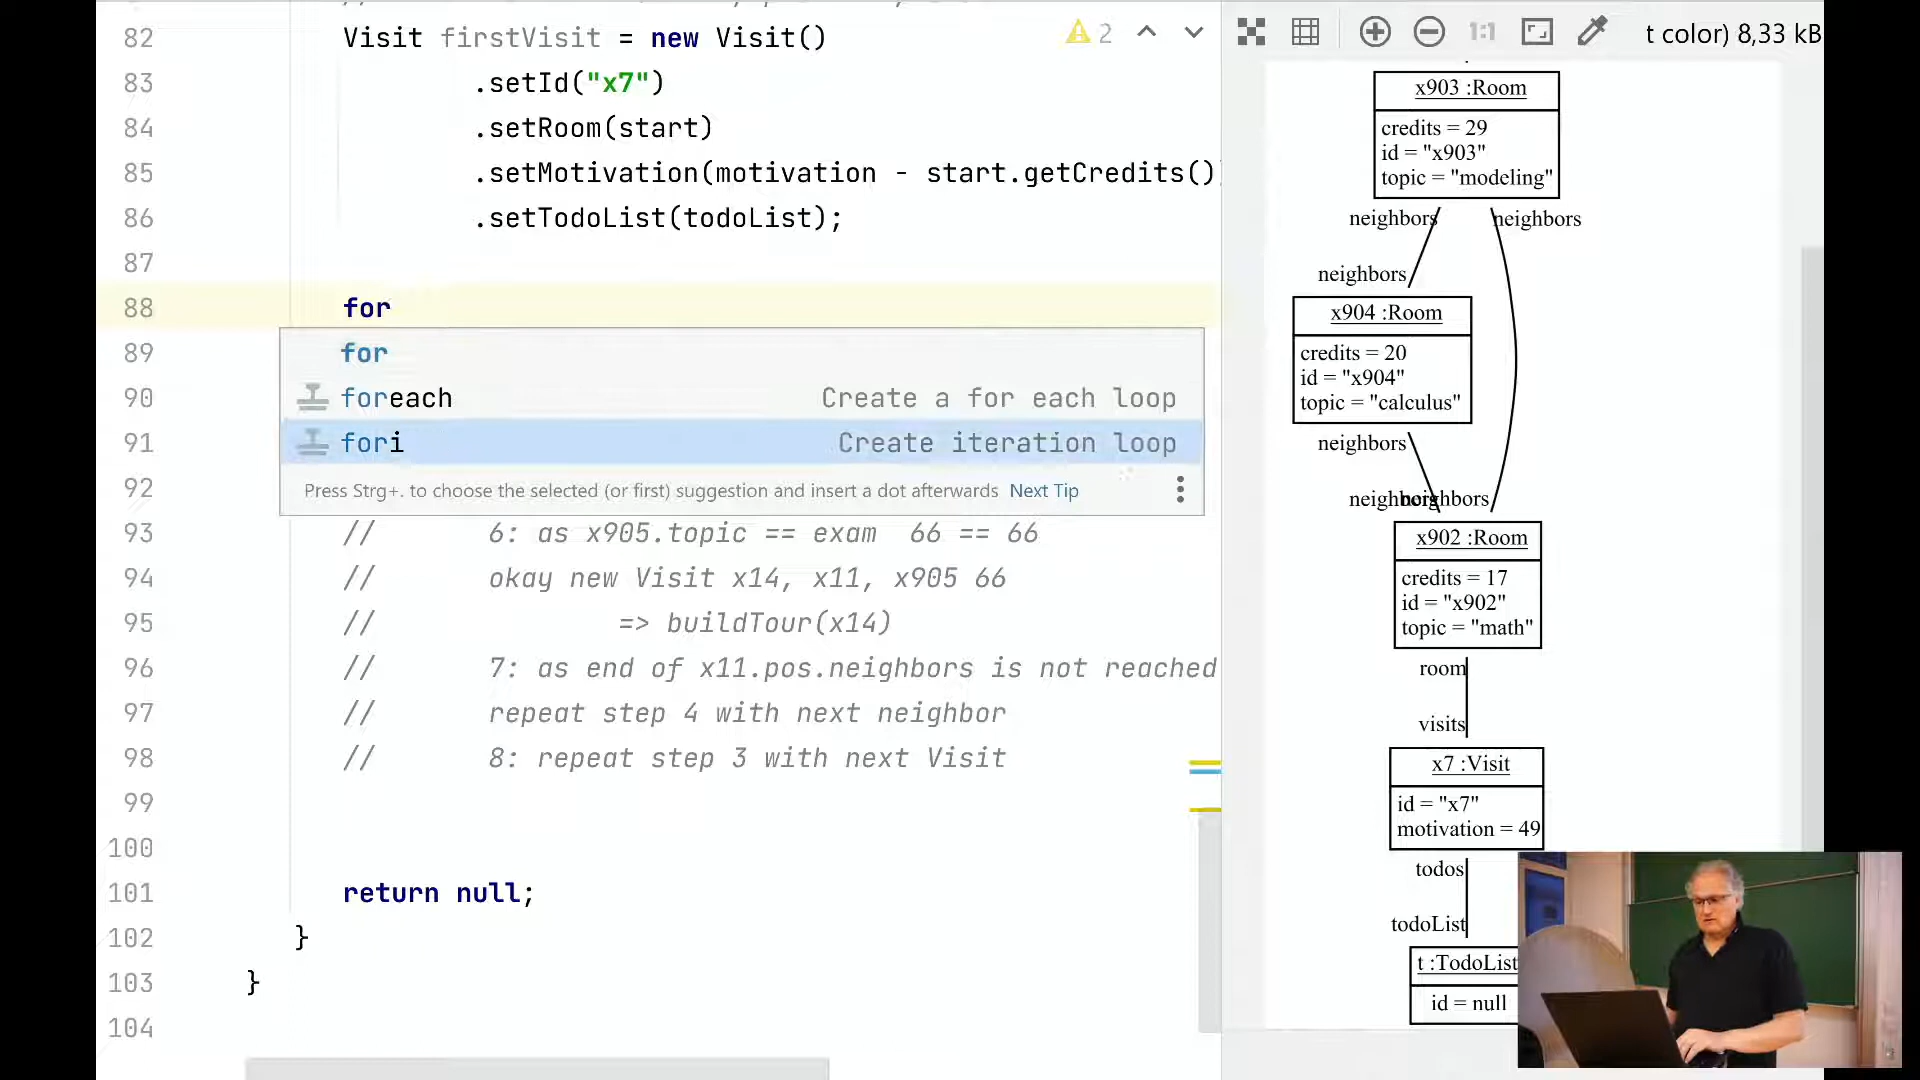 82 Visit firstVisit = new Visit()
2
83 .setId("x7")
84 .setRoom(start)
85 .setMotivation(motivation - start.getCredits()
86 .setTodoList(todoList);
87
88 for
89 for
90 foreach Create a for each loop
91 fori Create iteration loop
92 Press Strg+. to choose the selected (or first) suggestion and insert a dot afterwards Next Tip
93 // 6: as x905.topic == exam 66 == 66
94 // okay new Visit x14, x11, x905 66
95 // => buildTour(x14)
96 // 7: as end of x11.pos.neighbors is not reached
97 // repeat step 4 with next neighbor
98 // 8: repeat step 3 with next Visit
99
100
101 return null;
102 }
103 }
104
1:1
t color) 8,33 kB
x903 :Room
credits = 29
id = "x903"
topic = "modeling"
neighbors neighbors
neighbors
x904 :Room
credits = 20
id = "x904"
topic = "calculus"
neighbors
neighbors neighbors
x902 :Room
credits = 17
id = "x902"
topic = "math"
room
visits
x7 :Visit
id = "x7"
motivation = 49
todos
todoList
t :TodoList
id = null